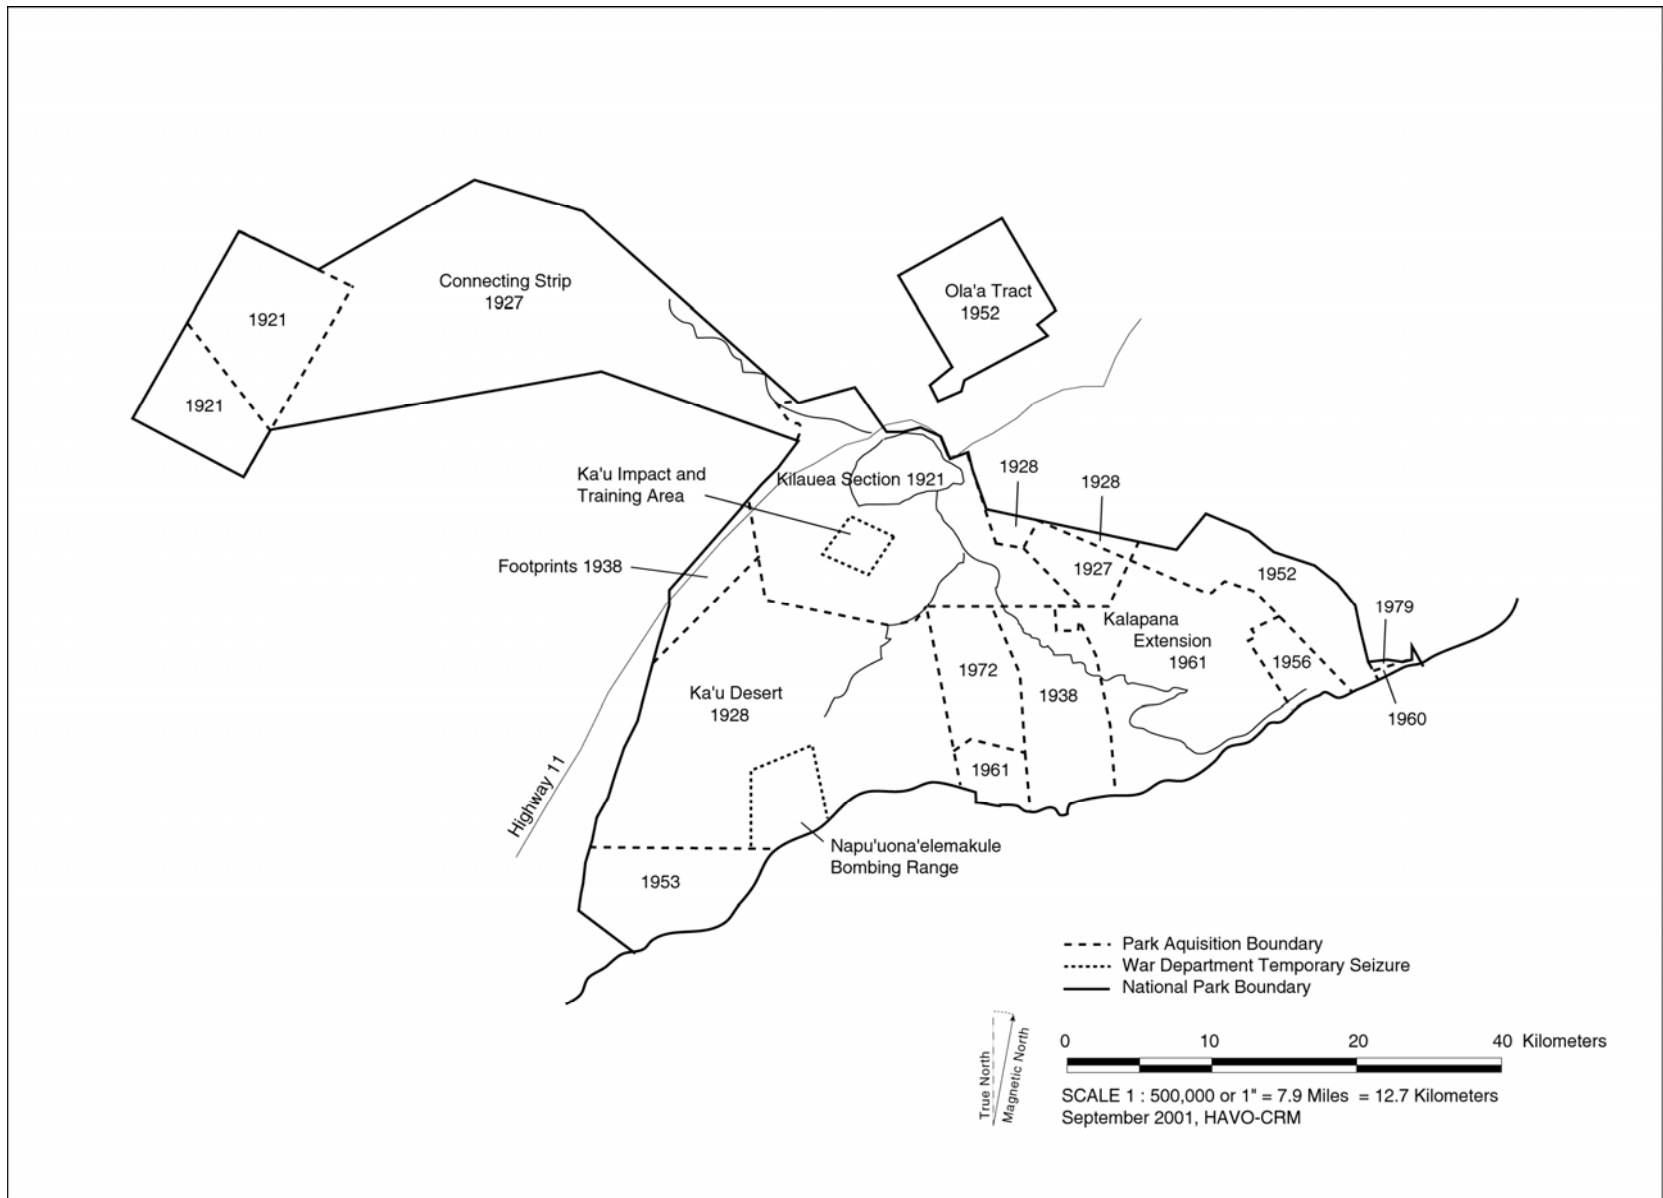 Connecting Strip
1927
Ola'a Tract
1952
1921
1921
Ka'u Impact and
Training Area
Kilauea Section 1921
1928
1928
Footprints 1938
1927
1952
1979
Kalapana
Extension
1961
1956
1972
1938
Ka'u Desert
1928
1960
1961
Highway 11
Napu'uona'elemakule
Bombing Range
1953
Park Aquisition Boundary
War Department Temporary Seizure
National Park Boundary
True North
Magnetic North
0 10 20 40 Kilometers
SCALE 1 : 500,000 or 1" = 7.9 Miles = 12.7 Kilometers
September 2001, HAVO-CRM